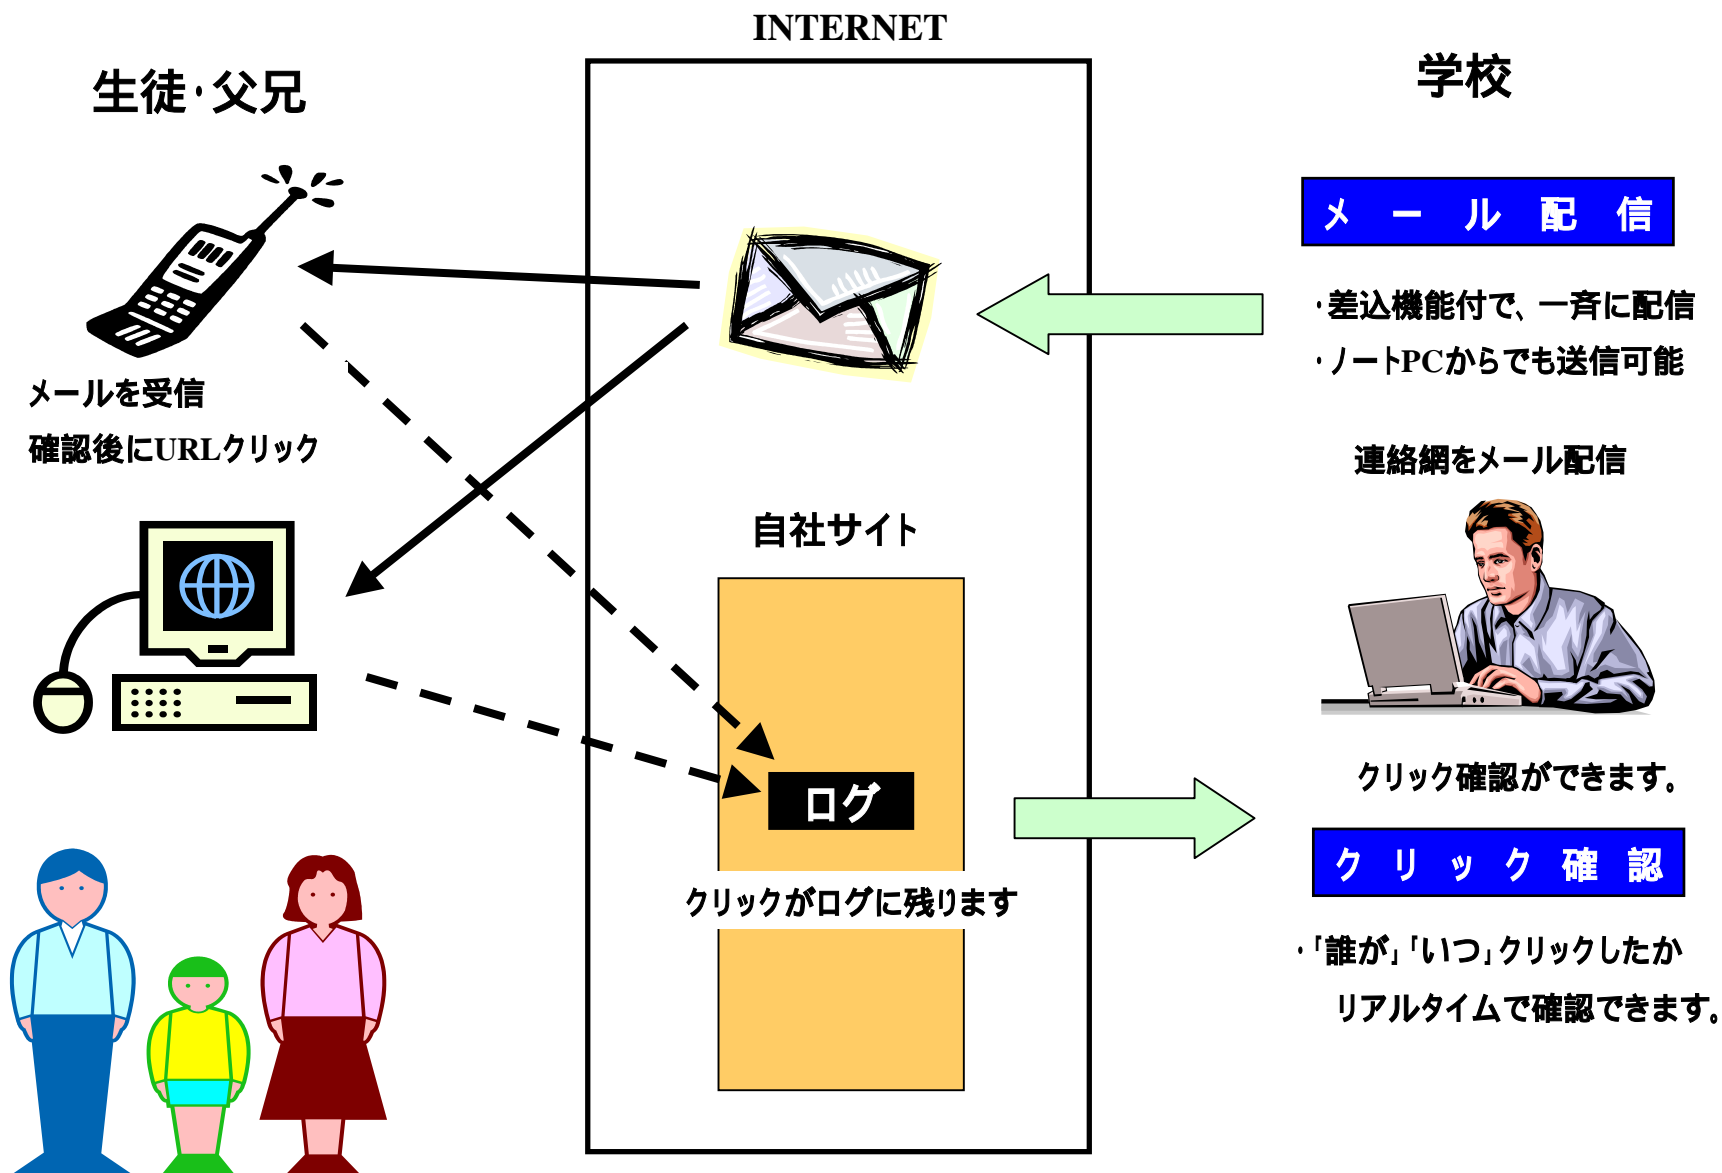 INTERNET
生徒・父兄
学校
メール配信
・差込機能付で、一斉に配信
・ノートPCからでも送信可能
メールを受信
確認後にURLクリック
連絡網をメール配信
自社サイト
クリック確認ができます。
ログ
クリック確認
クリックがログに残ります
・「誰が」「いつ」クリックしたか
リアルタイムで確認できます。